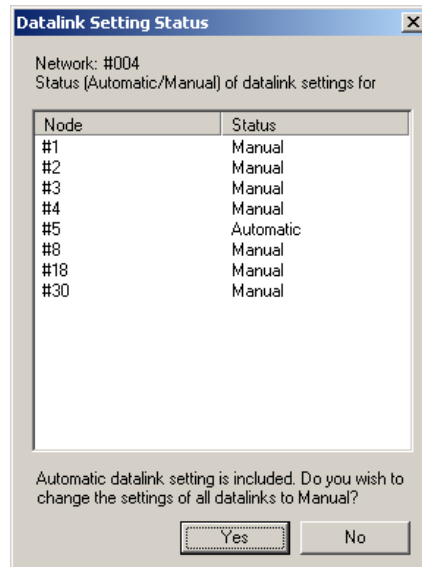 Datalink Setting Status
Network: #004
Status (Automatic/Manual) of datalink settings for
Node Status
#1 Manual
#2 Manual
#3 Manual
#4 Manual
#5 Automatic
#8 Manual
#18 Manual
#30 Manual
Automatic datalink setting is included. Do you wish to
change the settings of all datalinks to Manual?
Yes No